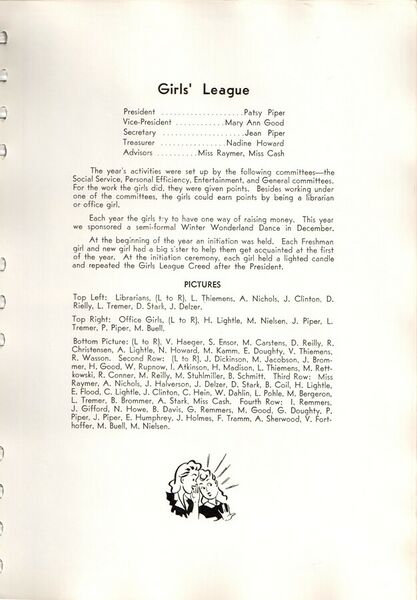 Girls' League
President .....................Patsy Piper
Vice-President ............Mary Ann Good
Secretary .....................Jean Piper
Treasurer ................Nadine Howard
Advisors ..........Miss Raymer, Miss Cash
The year's activities were set up by the following committees—the
Social Service, Personal Efficiency, Entertainment, and General committees.
For the work the girls did, they were given points. Besides working under
one of the committees, the girls could earn points by being a librarian
or office girl.
Each year the girls try to have one way of raising money. This year
we sponsored a semi-formal Winter Wonderland Dance in December.
At the beginning of the year an initiation was held. Each Freshman
girl and new girl had a big sister to help them get acquainted at the first
of the year. At the initiation ceremony, each girl held a lighted candle
and repeated the Girls League Creed after the President.
PICTURES
Top Left: Librarians, (L to R), L. Thiemens, A. Nichols, J. Clinton, D.
Rielly, L. Tremer, D. Stark, J. Delzer.
Top Right: Office Girls, (L to R), H. Lightle, M. Nielsen, J. Piper, L.
Tremer, P. Piper, M. Buell.
Bottom Picture: (L to R), V. Haeger, S. Ensor, M. Carstens, D. Reilly, R.
Christensen, A. Lightle, N. Howard, M. Kamm, E. Doughty, V. Thiemens,
R. Wasson. Second Row: (L to R), J. Dickinson, M. Jacobson, J. Brom-
mer, H. Good, W. Rupnow, I. Atkinson, H. Madison, L. Thiemens, M. Rett-
kowski, R. Conner, M. Reilly, M. Stuhlmiller, B. Schmitt. Third Row: Miss
Raymer, A. Nichols, J. Halverson, J. Delzer, D. Stark, B. Coil, H. Lightle,
E. Flood, C. Lightle, J. Clinton, C. Hein, W. Dahlin, L. Pohle, M. Bergeron,
L. Tremer, B. Brommer, A. Stark, Miss Cash. Fourth Row: I. Remmers,
J. Gifford, N. Howe, B. Davis, G. Remmers, M. Good, G. Doughty, P.
Piper, J. Piper, E. Humphrey, J. Holmes, F. Tramm, A. Sherwood, V. Fort-
hoffer, M. Buell, M. Nielsen.